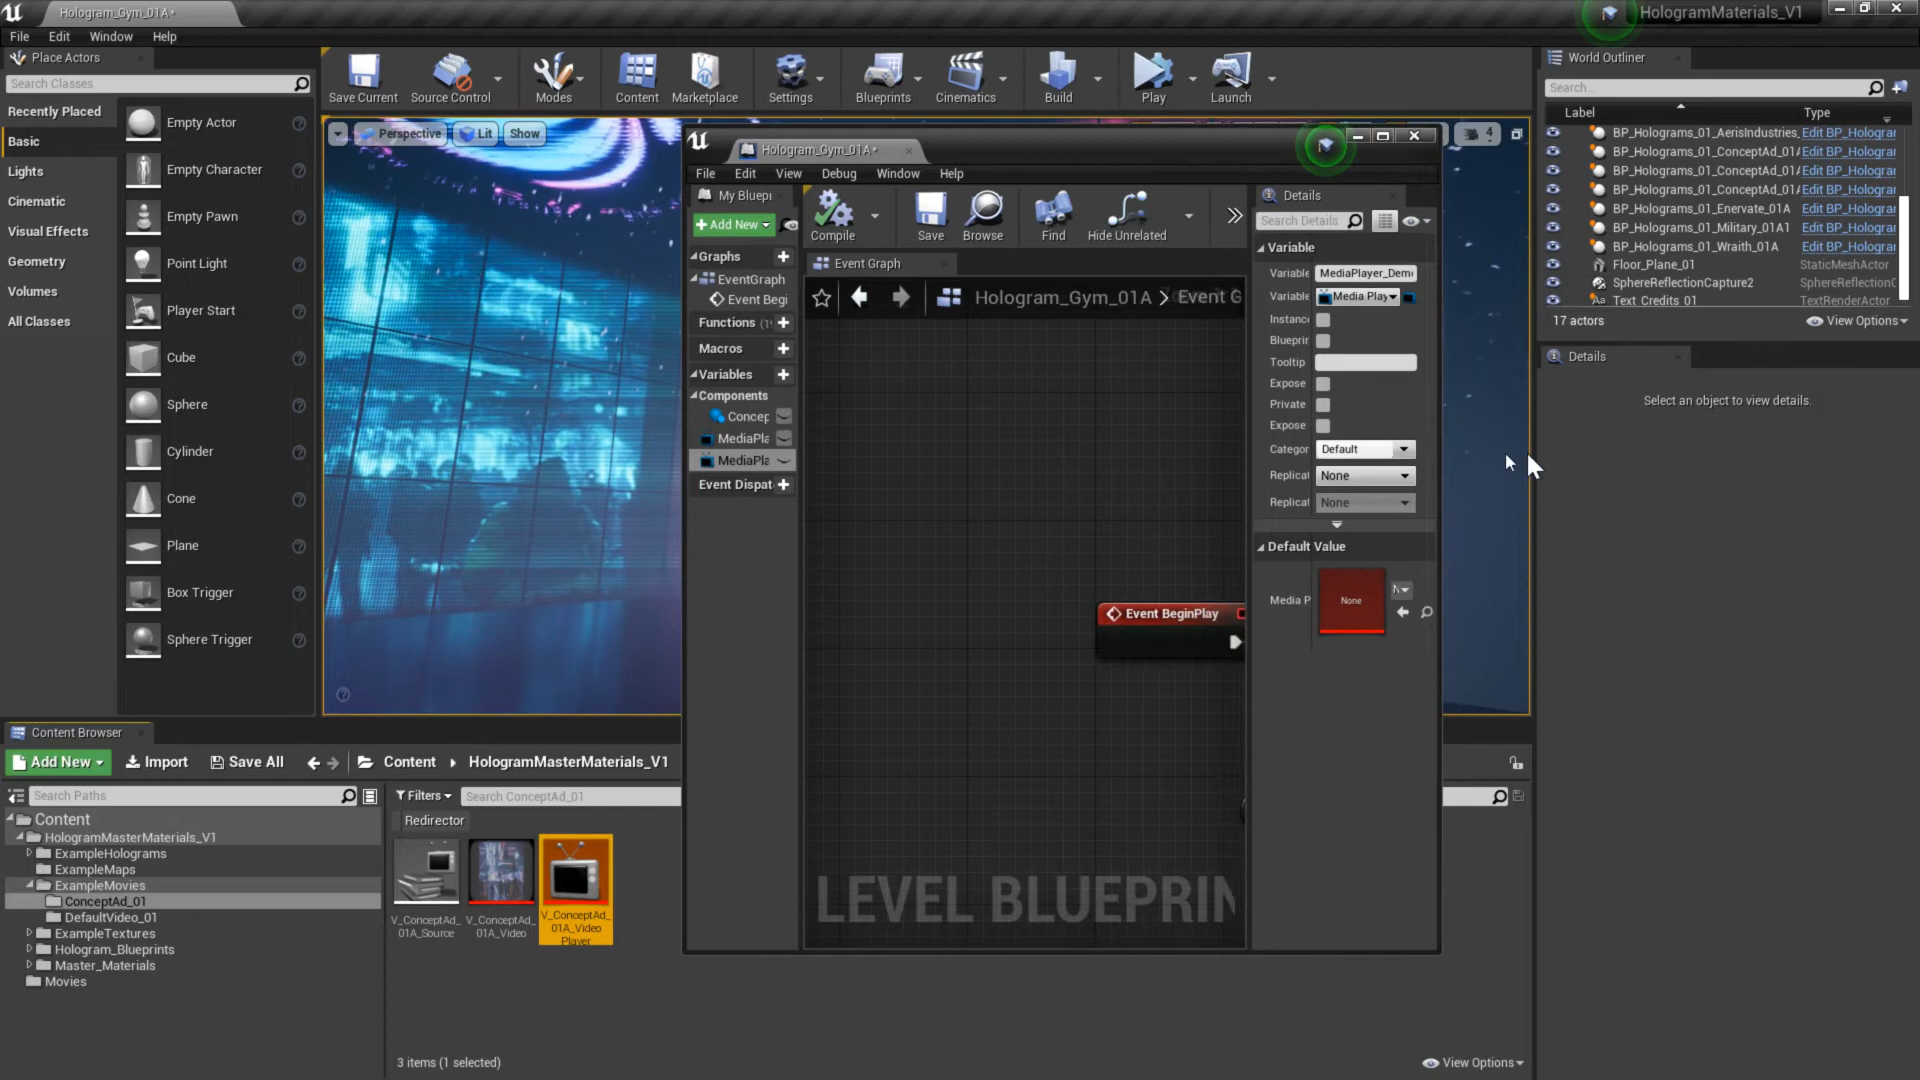 Hologram_Gym_01A*
HologramMaterials_V1
File Edit Window Help
Place Actors
Search Classes
Recently Placed
Basic
Lights
Cinematic
Visual Effects
Geometry
Volumes
All Classes
Empty Actor
Empty Character
Empty Pawn
Point Light
Player Start
Cube
Sphere
Cylinder
Cone
Plane
Box Trigger
Sphere Trigger
Save Current
Source Control
Modes
Content
Marketplace
Settings
Blueprints
Cinematics
Build
Play
Launch
Perspective Lit Show
4
World Outliner
Search...
Label Type
BP_Holograms_01_AerisIndustries_ Edit BP_Hologra
BP_Holograms_01_ConceptAd_01A Edit BP_Hologra
BP_Holograms_01_ConceptAd_01A Edit BP_Hologra
BP_Holograms_01_ConceptAd_01A Edit BP_Hologra
BP_Holograms_01_Enervate_01A Edit BP_Hologra
BP_Holograms_01_Military_01A1 Edit BP_Hologra
BP_Holograms_01_Wraith_01A Edit BP_Hologra
Floor_Plane_01 StaticMeshActor
SphereReflectionCapture2 SphereReflection
Text_Credits_01 TextRenderActor
17 actors
View Options
Details
Select an object to view details.
Hologram_Gym_01A*
File Edit View Debug Window Help
My Bluepi
Add New
Compile
Save
Browse
Find
Hide Unrelated
Graphs
EventGraph
Event Begi
Functions
Macros
Variables
Components
Concep
MediaPla
MediaPla
Event Dispat
Event Graph
Hologram_Gym_01A > Event G
Event BeginPlay
LEVEL BLUEPRIN
Details
Search Details
Variable
Variable MediaPlayer_Dem
Variable Media Play
Instanc
Blueprir
Tooltip
Expose
Private
Expose
Categor Default
Replicat None
Replicat None
Default Value
Media P
None
Content Browser
Add New Import Save All
Content HologramMasterMaterials_V1
Search Paths
Filters
Search ConceptAd_01
Redirector
Content
HologramMasterMaterials_V1
ExampleHolograms
ExampleMaps
ExampleMovies
ConceptAd_01
DefaultVideo_01
ExampleTextures
Hologram_Blueprints
Master_Materials
Movies
V_ConceptAd_
01A_Source
V_ConceptAd_
01A_Video
V_ConceptAd_
01A_Video
Player
3 items (1 selected)
View Options